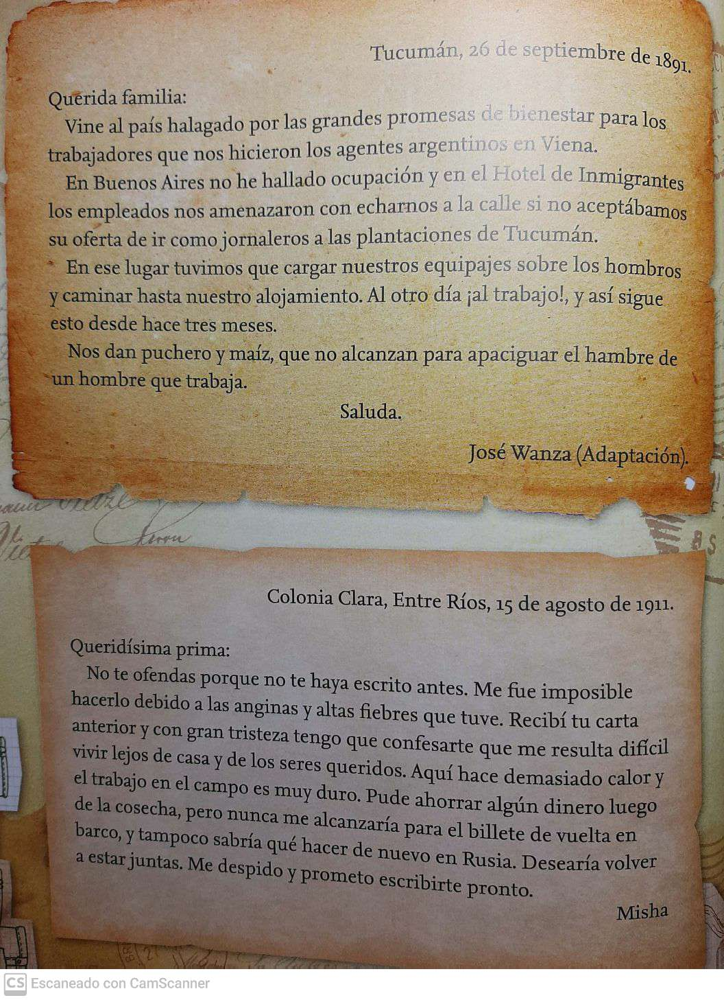 Tucumán, 26 de septiembre de 1891.
Querida familia:
Vine al país halagado por las grandes promesas de bienestar para los
trabajadores que nos hicieron los agentes argentinos en Viena.
En Buenos Aires no he hallado ocupación y en el Hotel de Inmigrantes
los empleados nos amenazaron con echarnos a la calle si no aceptábamos
su oferta de ir como jornaleros a las plantaciones de Tucumán.
En ese lugar tuvimos que cargar nuestros equipajes sobre los hombros
y caminar hasta nuestro alojamiento. Al otro día ¡al trabajo!, y así sigue
esto desde hace tres meses.
Nos dan puchero y maíz, que no alcanzan para apaciguar el hambre de
un hombre que trabaja.
Saluda.
José Wanza (Adaptación).
BS
Colonia Clara, Entre Ríos, 15 de agosto de 1911.
Queridísima prima:
No te ofendas porque no te haya escrito antes. Me fue imposible
hacerlo debido a las anginas y altas fiebres que tuve. Recibí tu carta
anterior y con gran tristeza tengo que confesarte que me resulta difícil
vivir lejos de casa y de los seres queridos. Aquí hace demasiado calor y
el trabajo en el campo es muy duro. Pude ahorrar algún dinero luego
de la cosecha, pero nunca me alcanzaría para el billete de vuelta en
barco, y tampoco sabría qué hacer de nuevo en Rusia. Desearía volver
a estar juntas. Me despido y prometo escribirte pronto.
Misha
CS Escaneado con CamScanner